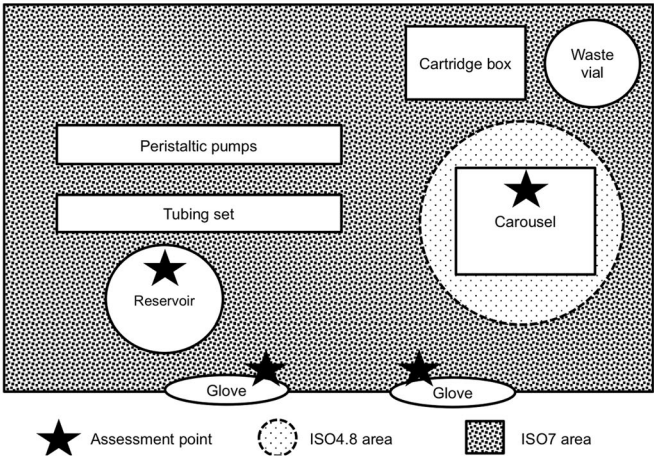 Cartridge box
Waste
vial
Peristaltic pumps
Tubing set
Carousel
Reservoir
Glove
Glove
Assessment point
ISO4.8 area
ISO7 area